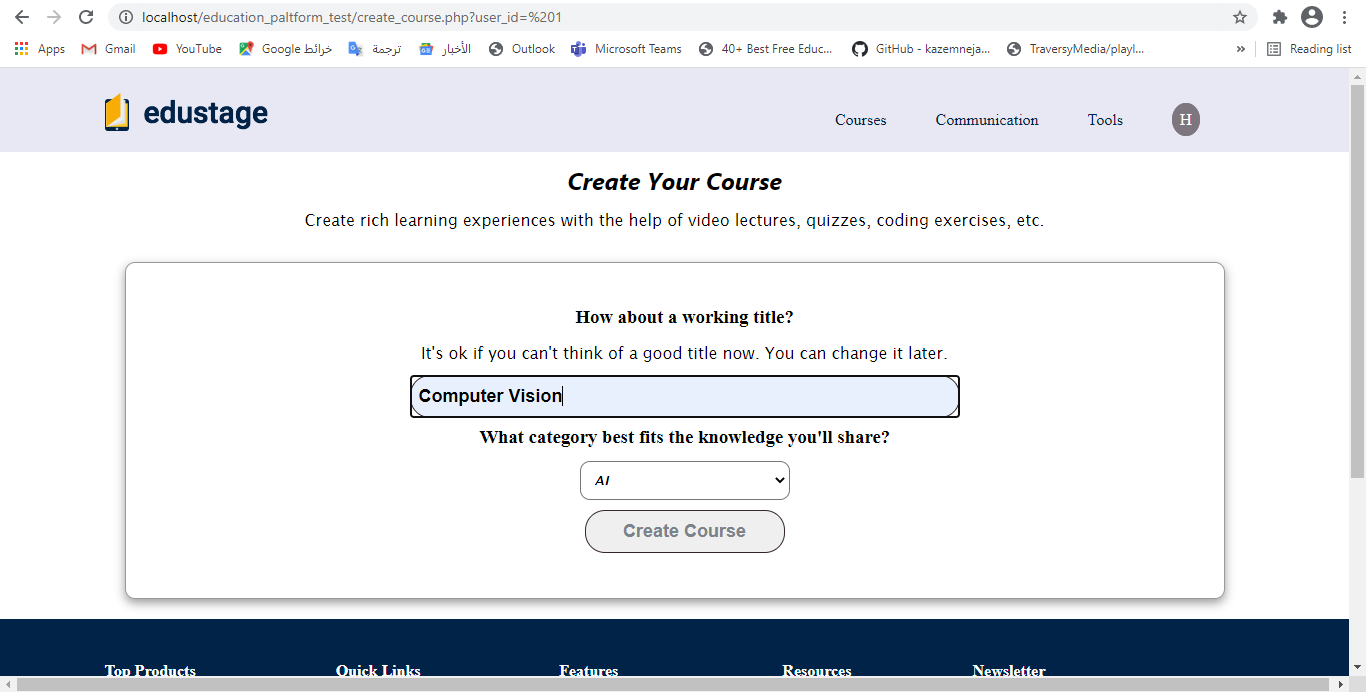 localhost/education_paltform_test/create_course.php?user_id=%201
Apps Gmail YouTube خرائط Google ترجمة الأخبار Outlook Microsoft Teams 40+ Best Free Educ... GitHub - kazemneja... TraversyMedia/playl... » Reading list
edustage
Courses Communication Tools H
Create Your Course
Create rich learning experiences with the help of video lectures, quizzes, coding exercises, etc.
How about a working title?
It's ok if you can't think of a good title now. You can change it later.
Computer Vision
What category best fits the knowledge you'll share?
AI
Create Course
Top Products Quick Links Features Resources Newsletter